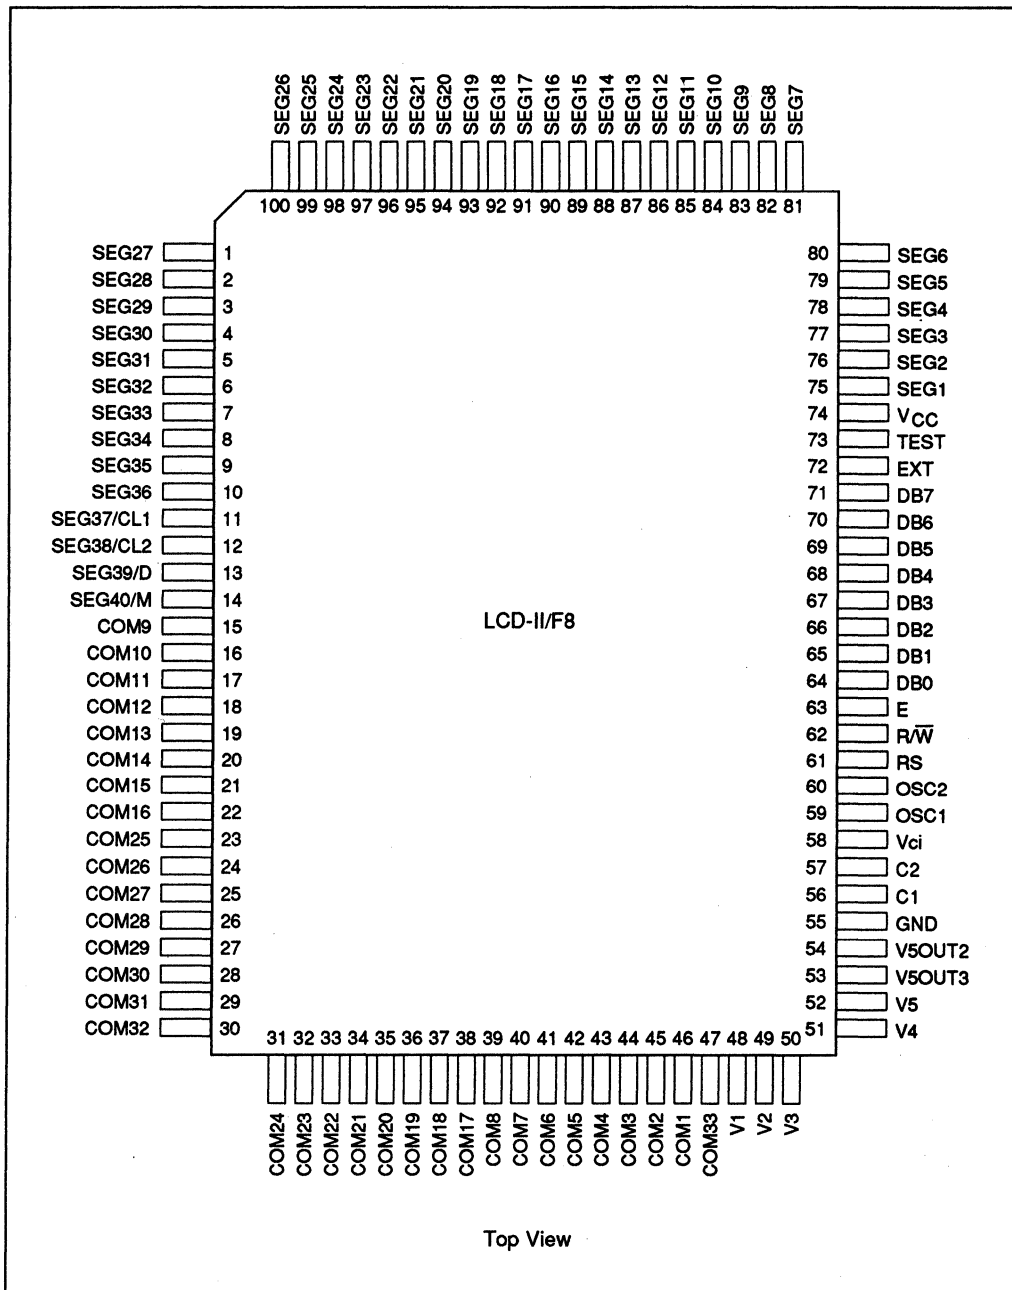 SEG26 SEG25 SEG24 SEG23 SEG22 SEG21 SEG20 SEG19 SEG18 SEG17 SEG16 SEG15 SEG14 SEG13 SEG12 SEG11 SEG10 SEG9 SEG8 SEG7
100 99 98 97 96 95 94 93 92 91 90 89 88 87 86 85 84 83 82 81
SEG27 1 80 SEG6
SEG28 2 79 SEG5
SEG29 3 78 SEG4
SEG30 4 77 SEG3
SEG31 5 76 SEG2
SEG32 6 75 SEG1
SEG33 7 74 VCC
SEG34 8 73 TEST
SEG35 9 72 EXT
SEG36 10 71 DB7
SEG37/CL1 11 70 DB6
SEG38/CL2 12 69 DB5
SEG39/D 13 68 DB4
SEG40/M 14 67 DB3
LCD-II/F8
COM9 15 66 DB2
COM10 16 65 DB1
COM11 17 64 DB0
COM12 18 63 E
COM13 19 62 R/W̅
COM14 20 61 RS
COM15 21 60 OSC2
COM16 22 59 OSC1
COM25 23 58 Vci
COM26 24 57 C2
COM27 25 56 C1
COM28 26 55 GND
COM29 27 54 V5OUT2
COM30 28 53 V5OUT3
COM31 29 52 V5
COM32 30 51 V4
31 32 33 34 35 36 37 38 39 40 41 42 43 44 45 46 47 48 49 50
COM24 COM23 COM22 COM21 COM20 COM19 COM18 COM17 COM8 COM7 COM6 COM5 COM4 COM3 COM2 COM1 COM33 V1 V2 V3
Top View